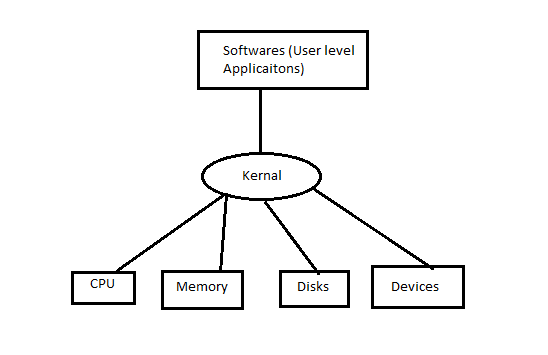 Softwares (User level
Applicaitons)
Kernal
CPU
Memory
Disks
Devices